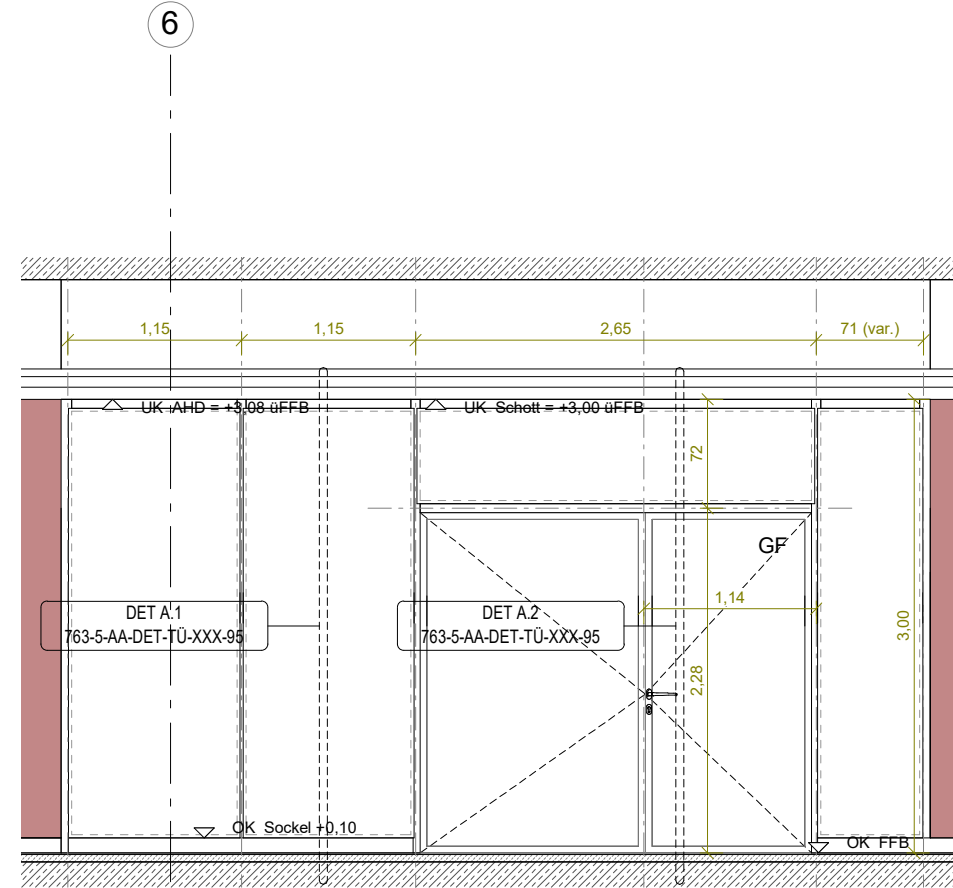 6
1,15
1,15
2,65
71 (var.)
UK AHD = +3,08 üFFB
UK Schott = +3,00 üFFB
72
GF
DET A.1
763-5-AA-DET-TÜ-XXX-95
DET A.2
763-5-AA-DET-TÜ-XXX-95
1,14
3,00
2,28
OK Sockel +0,10
OK FFB